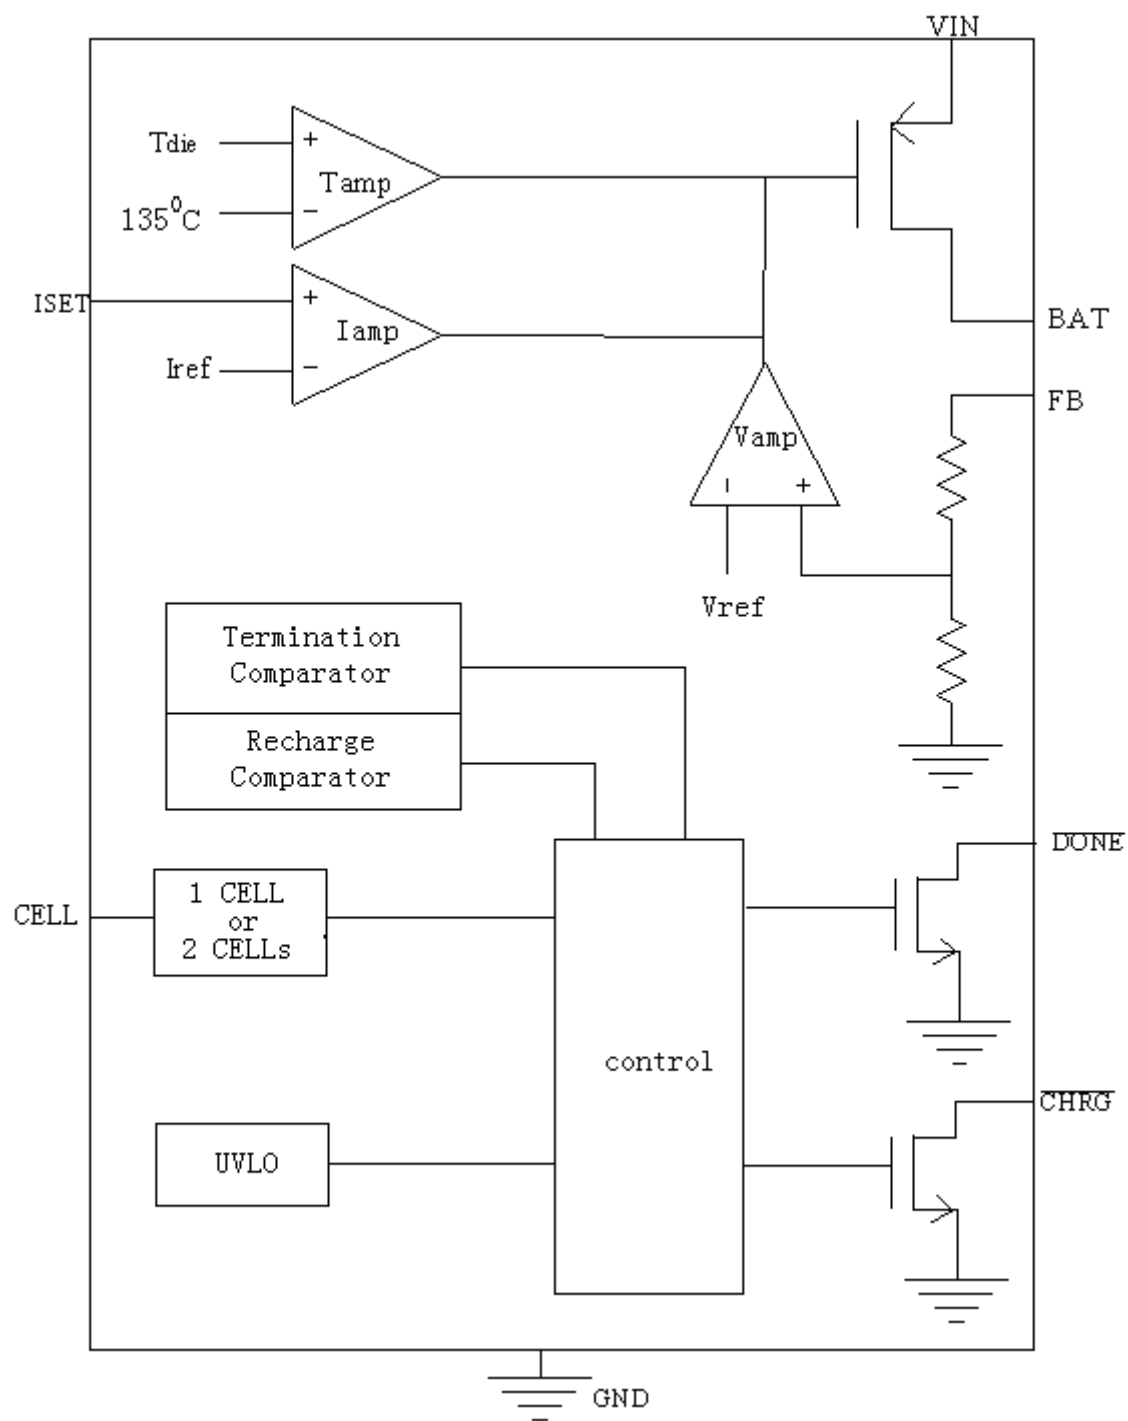 VIN
Tdie
+
Tamp
135⁰C
−
ISET
+
Iamp
BAT
Iref
−
FB
Vamp
− +
Vref
Termination
Comparator
Recharge
Comparator
DONE
1 CELL
CELL
or
2 CELLs
control
CHRG
UVLO
GND